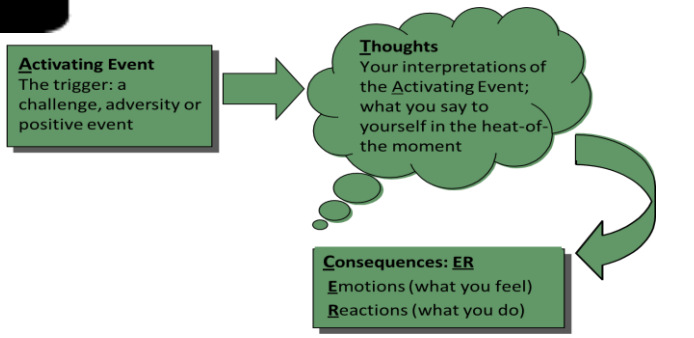 Activating Event
The trigger: a
challenge, adversity or
positive event
Thoughts
Your interpretations of
the Activating Event;
what you say to
yourself in the heat-of-
the moment
Consequences: ER
Emotions (what you feel)
Reactions (what you do)